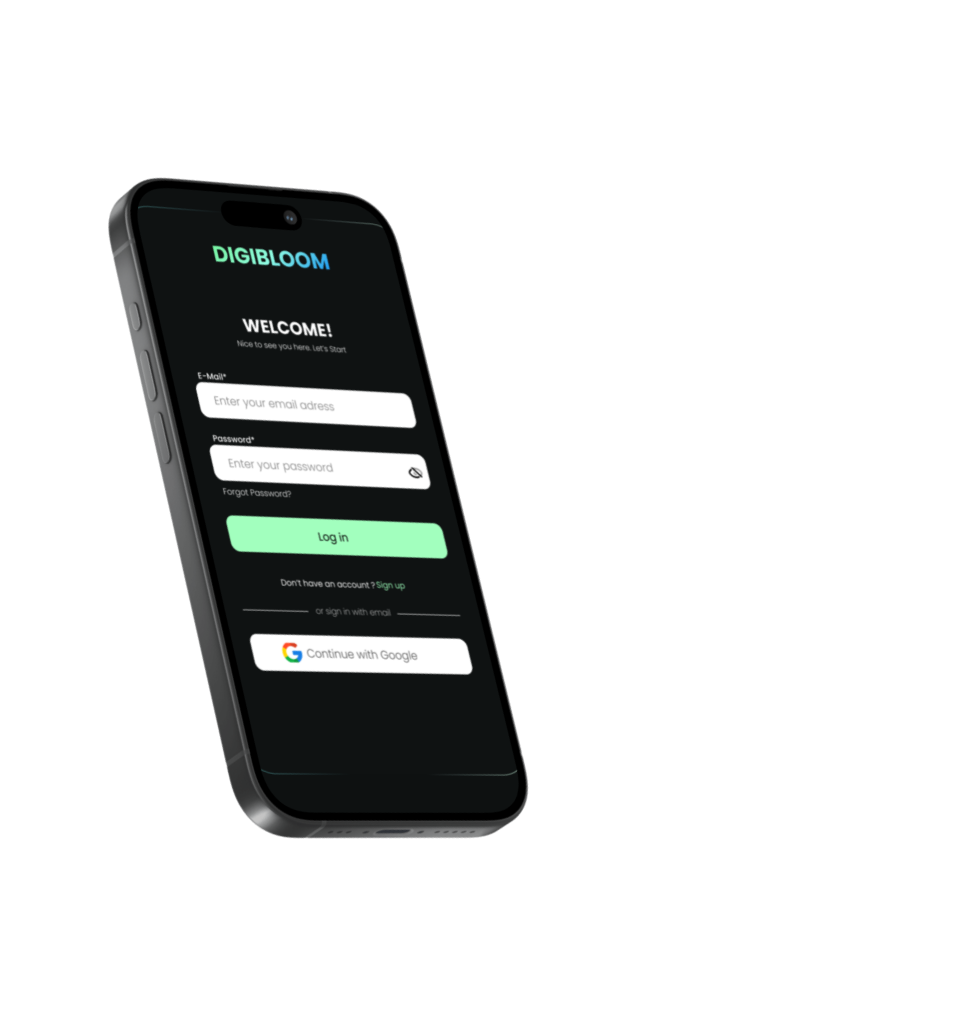 DIGIBLOOM
WELCOME!
Nice to see you here. Let's Start
E-Mail*
Enter your email adress
Password*
Enter your password
Forgot Password?
Log in
Don't have an account ? Sign up
or sign in with email
Continue with Google